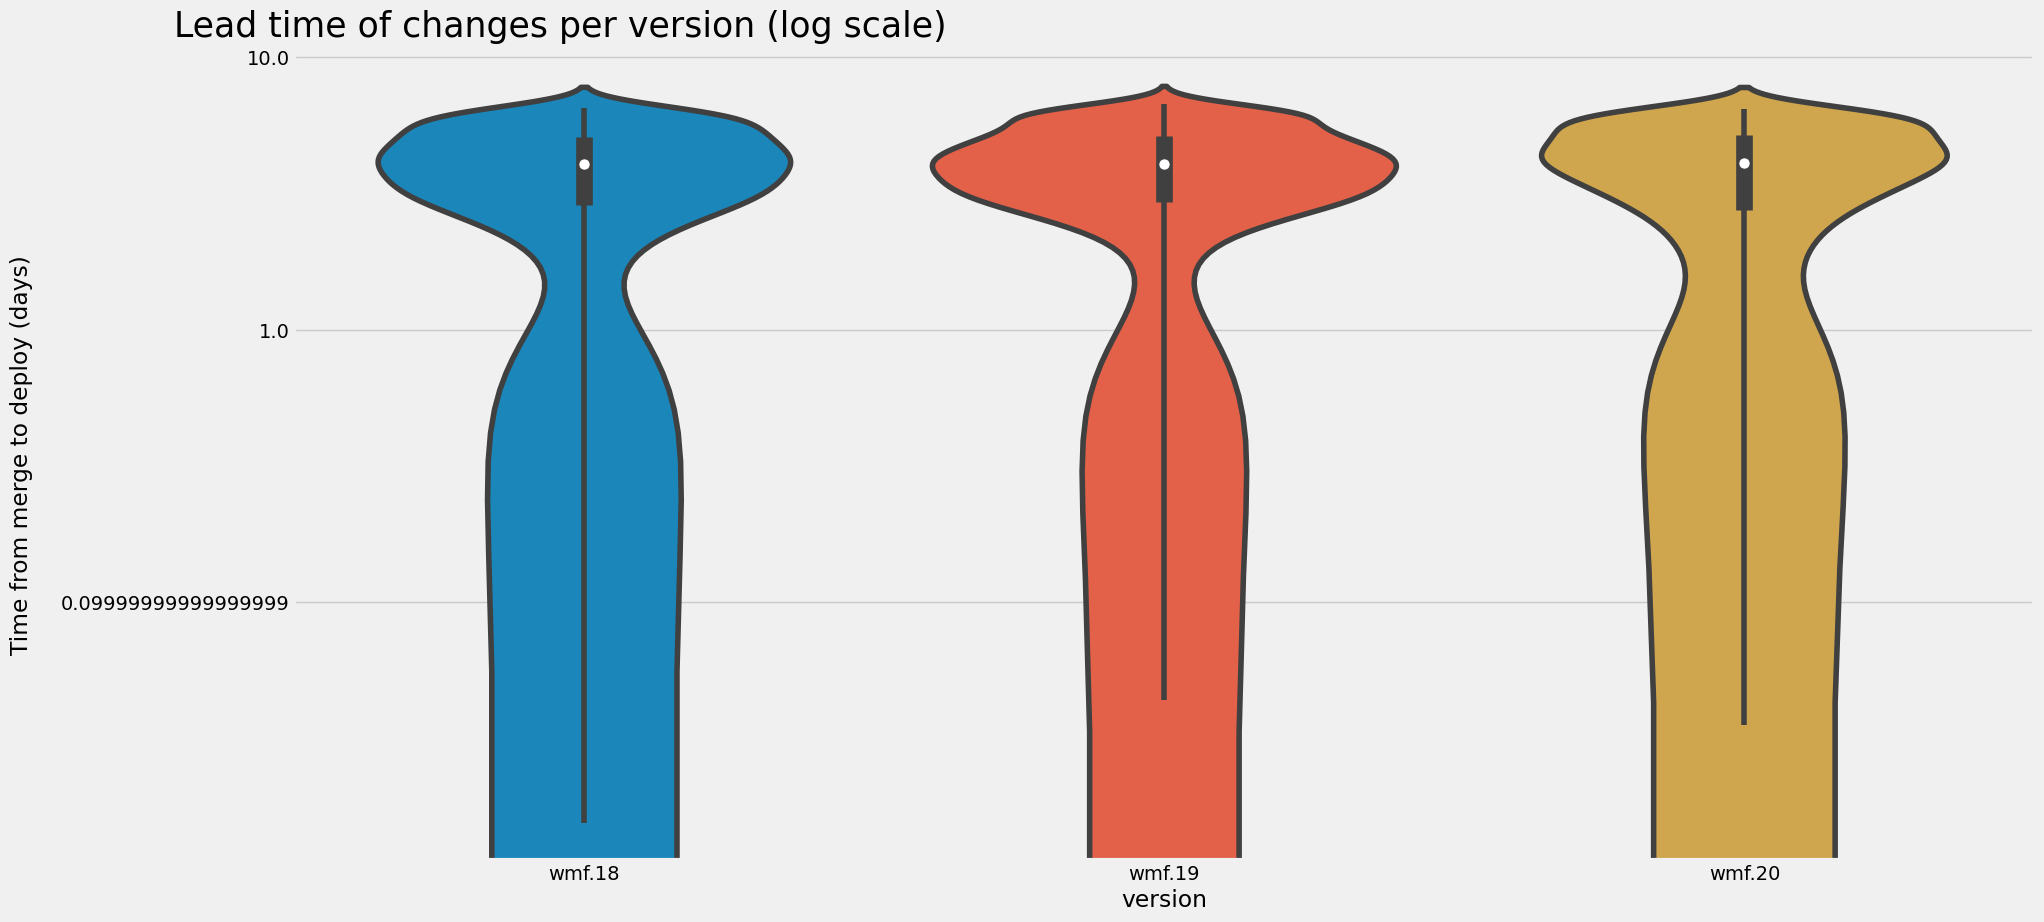 Lead time of changes per version (log scale)
10.0
1.0
0.09999999999999999
Time from merge to deploy (days)
wmf.18
wmf.19
wmf.20
version